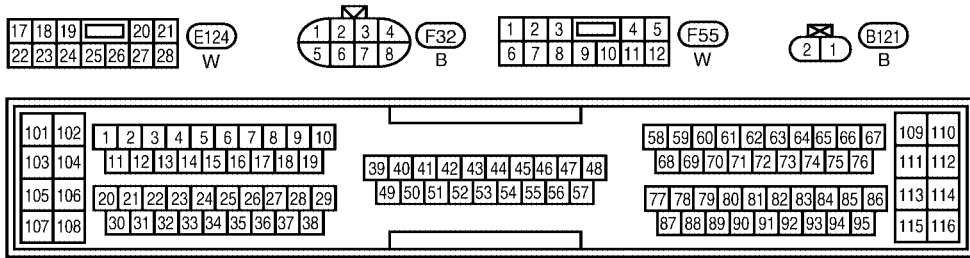 17 18 19 20 21 E124
22 23 24 25 26 27 28 W
1 2 3 4 F32
5 6 7 8 B
1 2 3 4 5 F55
6 7 8 9 10 11 12 W
2 1 B121
B
101 102
103 104
105 106
107 108
1 2 3 4 5 6 7 8 9 10
11 12 13 14 15 16 17 18 19
20 21 22 23 24 25 26 27 28 29
30 31 32 33 34 35 36 37 38
39 40 41 42 43 44 45 46 47 48
49 50 51 52 53 54 55 56 57
58 59 60 61 62 63 64 65 66 67
68 69 70 71 72 73 74 75 76
77 78 79 80 81 82 83 84 85 86
87 88 89 90 91 92 93 94 95
109 110
111 112
113 114
115 116